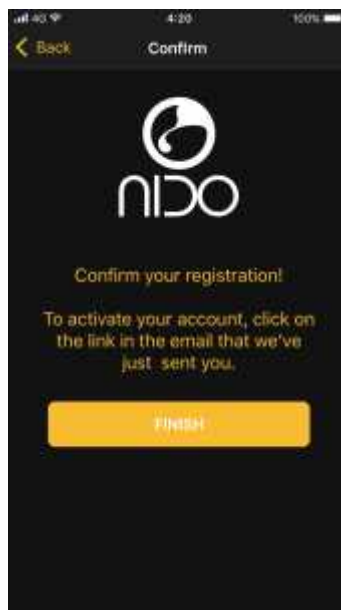 4G 4:20 100%
Back Confirm
NIDO
Confirm your registration!
To activate your account, click on
the link in the email that we've
just sent you.
FINISH